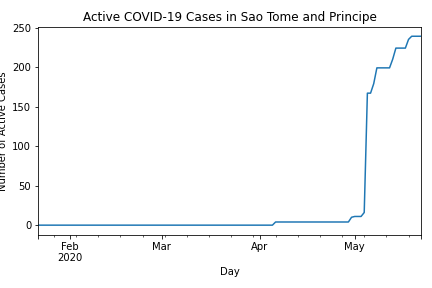 Active COVID-19 Cases in Sao Tome and Principe
Number of Active Cases
250
200
150
100
50
0
Feb
2020
Mar
Apr
May
Day